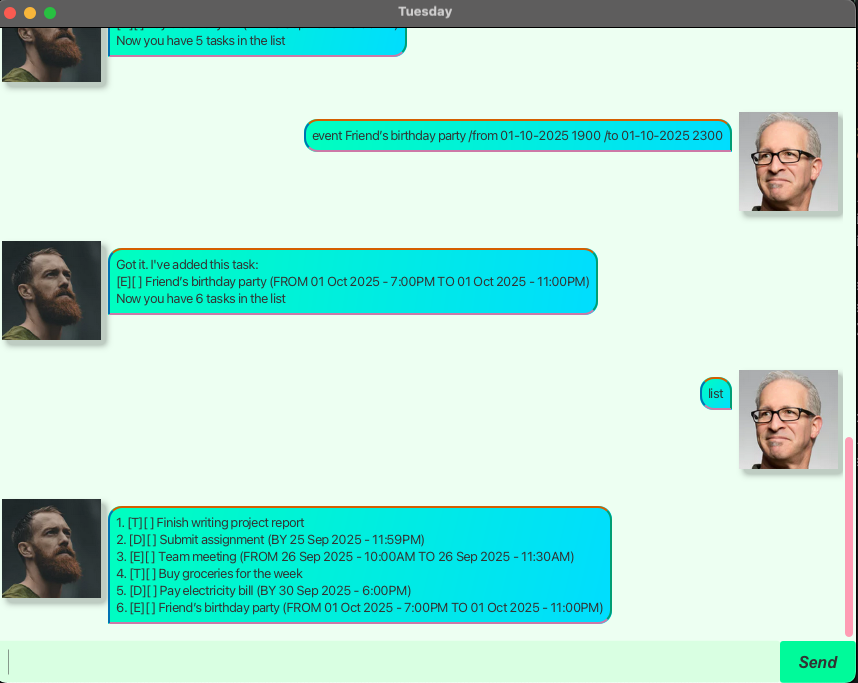 Tuesday
Now you have 5 tasks in the list
event Friend's birthday party /from 01-10-2025 1900 /to 01-10-2025 2300
Got it. I've added this task:
[E][ ] Friend's birthday party (FROM 01 Oct 2025 - 7:00PM TO 01 Oct 2025 - 11:00PM)
Now you have 6 tasks in the list
list
1. [T][ ] Finish writing project report
2. [D][ ] Submit assignment (BY 25 Sep 2025 - 11:59PM)
3. [E][ ] Team meeting (FROM 26 Sep 2025 - 10:00AM TO 26 Sep 2025 - 11:30AM)
4. [T][ ] Buy groceries for the week
5. [D][ ] Pay electricity bill (BY 30 Sep 2025 - 6:00PM)
6. [E][ ] Friend's birthday party (FROM 01 Oct 2025 - 7:00PM TO 01 Oct 2025 - 11:00PM)
Send